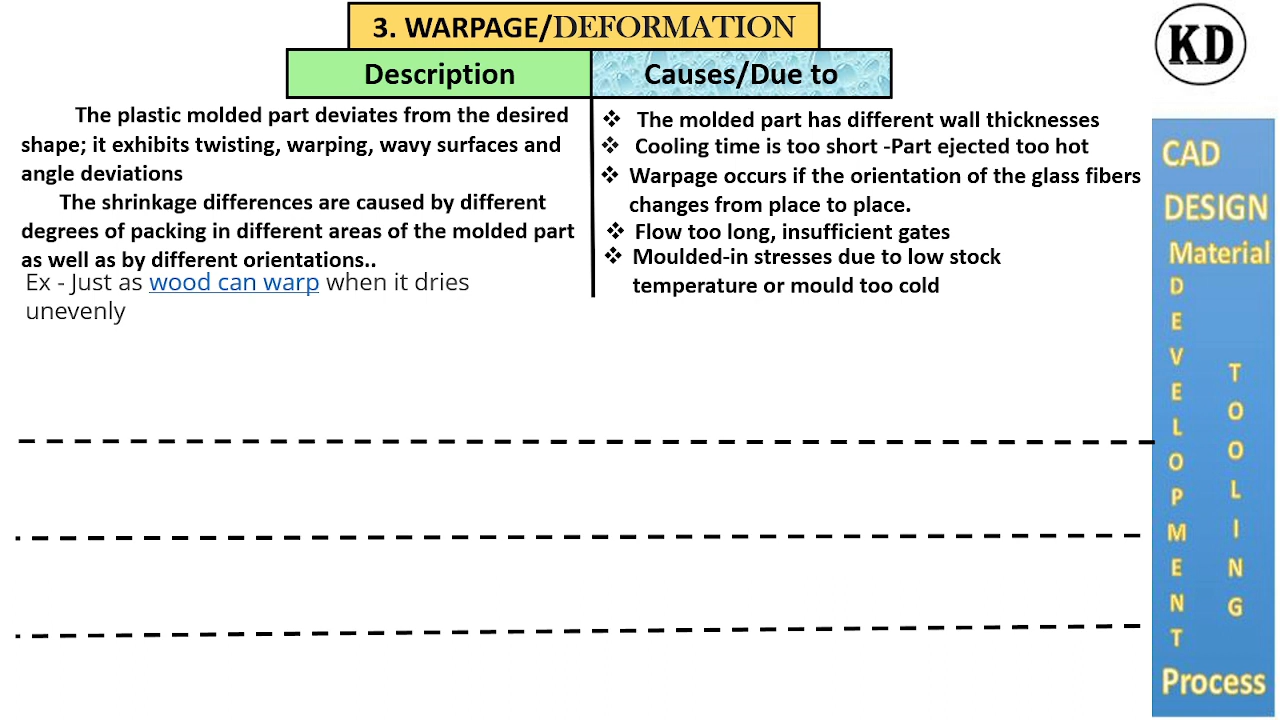 3. WARPAGE/DEFORMATION
Description
Causes/Due to
The plastic molded part deviates from the desired
shape; it exhibits twisting, warping, wavy surfaces and
angle deviations
The shrinkage differences are caused by different
degrees of packing in different areas of the molded part
as well as by different orientations..
Ex - Just as wood can warp when it dries
unevenly
❖ The molded part has different wall thicknesses
❖ Cooling time is too short -Part ejected too hot
❖ Warpage occurs if the orientation of the glass fibers
changes from place to place.
❖ Flow too long, insufficient gates
❖ Moulded-in stresses due to low stock
temperature or mould too cold
KD
CAD
DESIGN
Material
DEVELOPMENT
TOOLING
Process